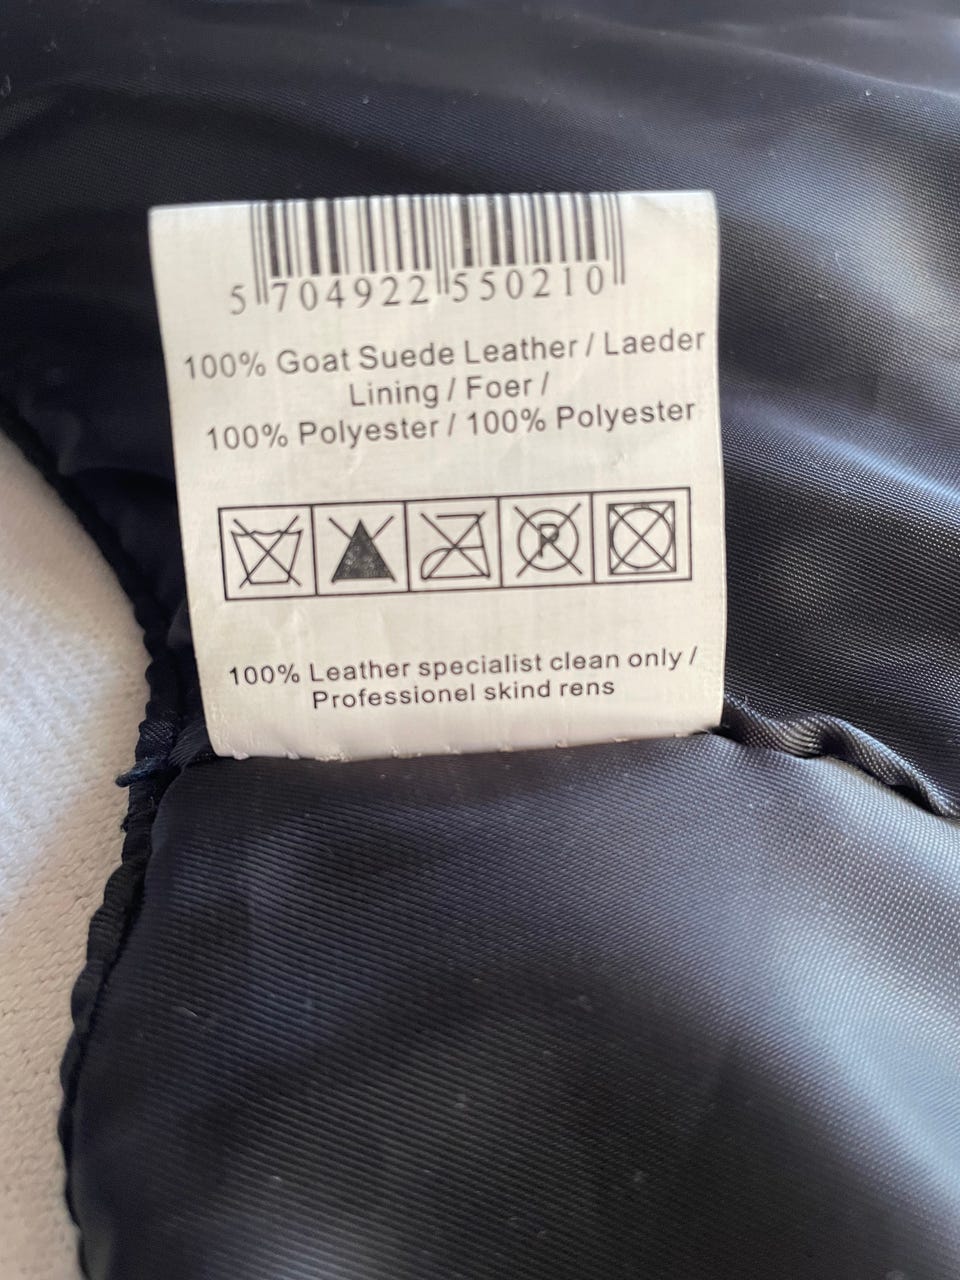 5 704922 550210
100% Goat Suede Leather / Laeder
Lining / Foer /
100% Polyester / 100% Polyester
P
100% Leather specialist clean only /
Professionel skind rens